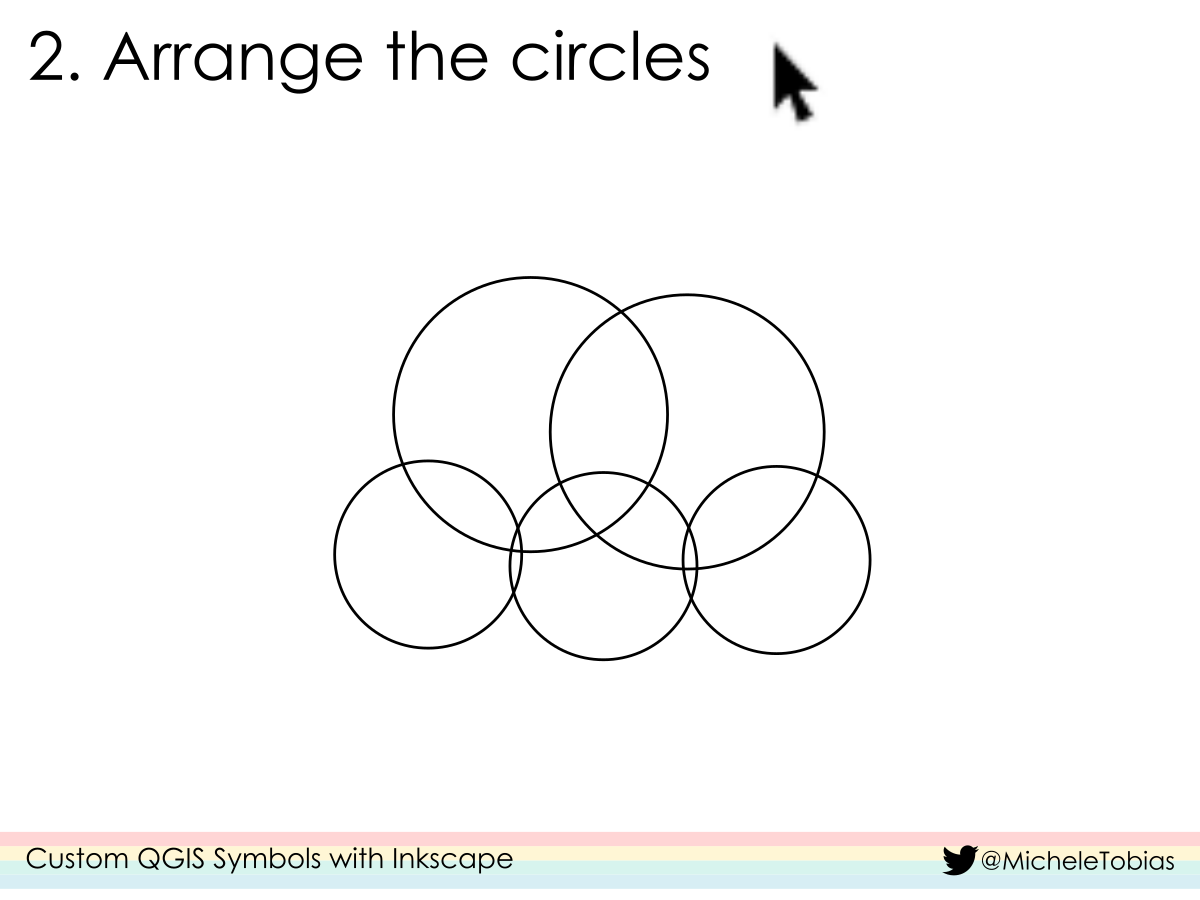 2. Arrange the circles
Custom QGIS Symbols with Inkscape
@MicheleTobias